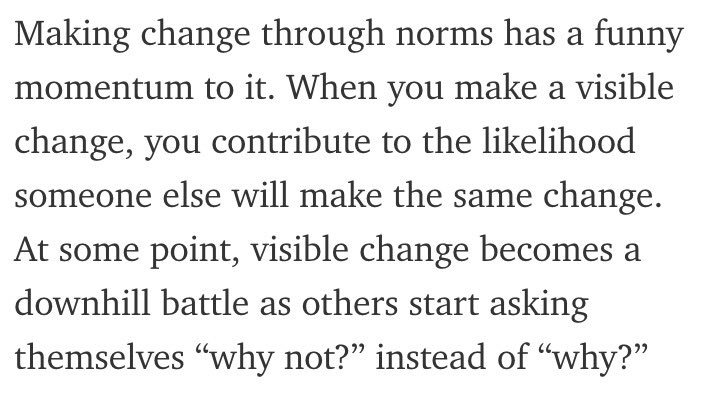 Making change through norms has a funny
momentum to it. When you make a visible
change, you contribute to the likelihood
someone else will make the same change.
At some point, visible change becomes a
downhill battle as others start asking
themselves “why not?” instead of “why?”